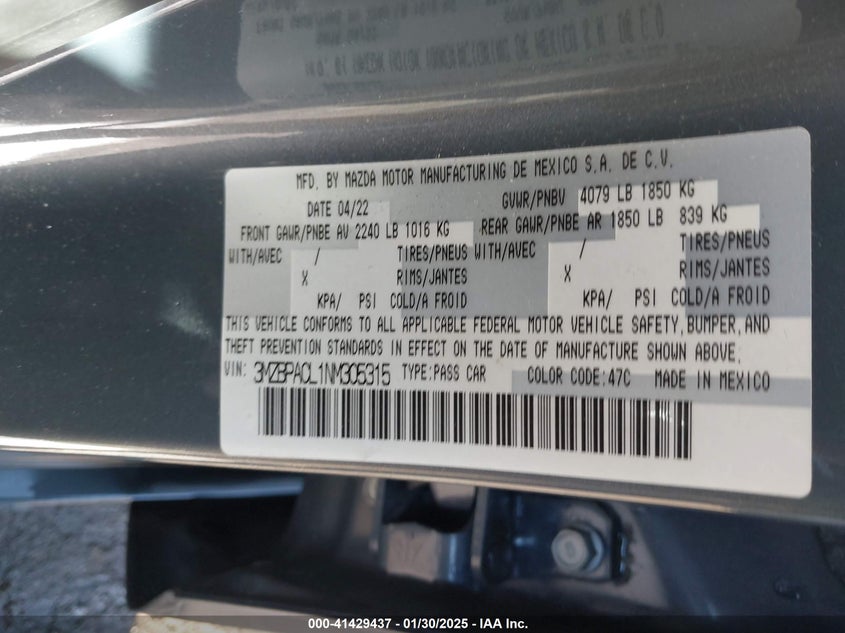 MFD. BY MAZDA MOTOR MANUFACTURING DE MEXICO S.A. DE C.V.
DATE 04/22 GVWR/PNBV 4079 LB 1850 KG
FRONT GAWR/PNBE AV 2240 LB 1016 KG REAR GAWR/PNBE AR 1850 LB 839 KG
WITH/AVEC / TIRES/PNEUS WITH/AVEC / TIRES/PNEUS
X RIMS/JANTES X RIMS/JANTES
KPA/ PSI COLD/A FROID KPA/ PSI COLD/A FROID
THIS VEHICLE CONFORMS TO ALL APPLICABLE FEDERAL MOTOR VEHICLE SAFETY, BUMPER, AND
THEFT PREVENTION STANDARDS IN EFFECT ON THE DATE OF MANUFACTURE SHOWN ABOVE.
VIN: 3MZBPACL1NM305315 TYPE:PASS CAR COLOR CODE:47C MADE IN MEXICO
000-41429437 - 01/30/2025 - IAA Inc.